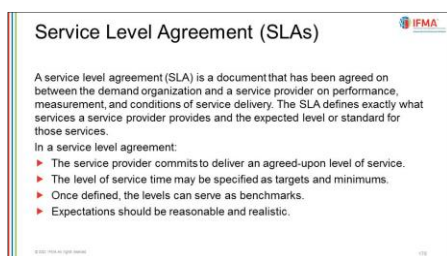 Service Level Agreement (SLAs)
IFMA
A service level agreement (SLA) is a document that has been agreed on
between the demand organization and a service provider on performance,
measurement, and conditions of service delivery. The SLA defines exactly what
services a service provider provides and the expected level or standard for
those services.
In a service level agreement:
The service provider commits to deliver an agreed-upon level of service.
The level of service time may be specified as targets and minimums.
Once defined, the levels can serve as benchmarks.
Expectations should be reasonable and realistic.